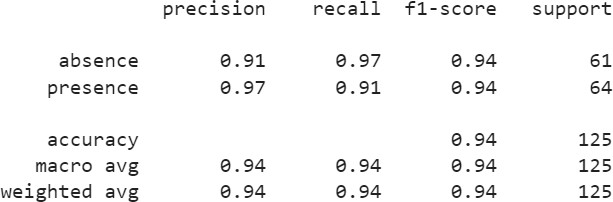 precision recall f1-score support
absence 0.91 0.97 0.94 61
presence 0.97 0.91 0.94 64
accuracy 0.94 125
macro avg 0.94 0.94 0.94 125
weighted avg 0.94 0.94 0.94 125